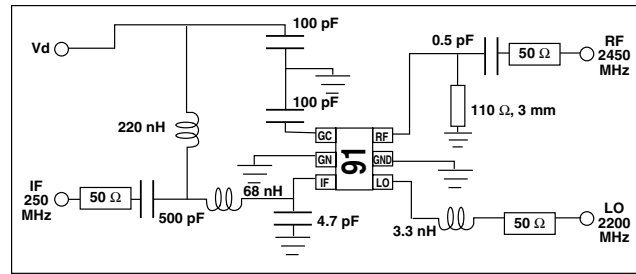 100 pF
Vd
100 pF
220 nH
0.5 pF
50 Ω
RF
2450
MHz
110 Ω, 3 mm
GC
RF
GN
91
GND
IF
LO
IF
250
MHz
50 Ω
500 pF
68 nH
4.7 pF
3.3 nH
50 Ω
LO
2200
MHz